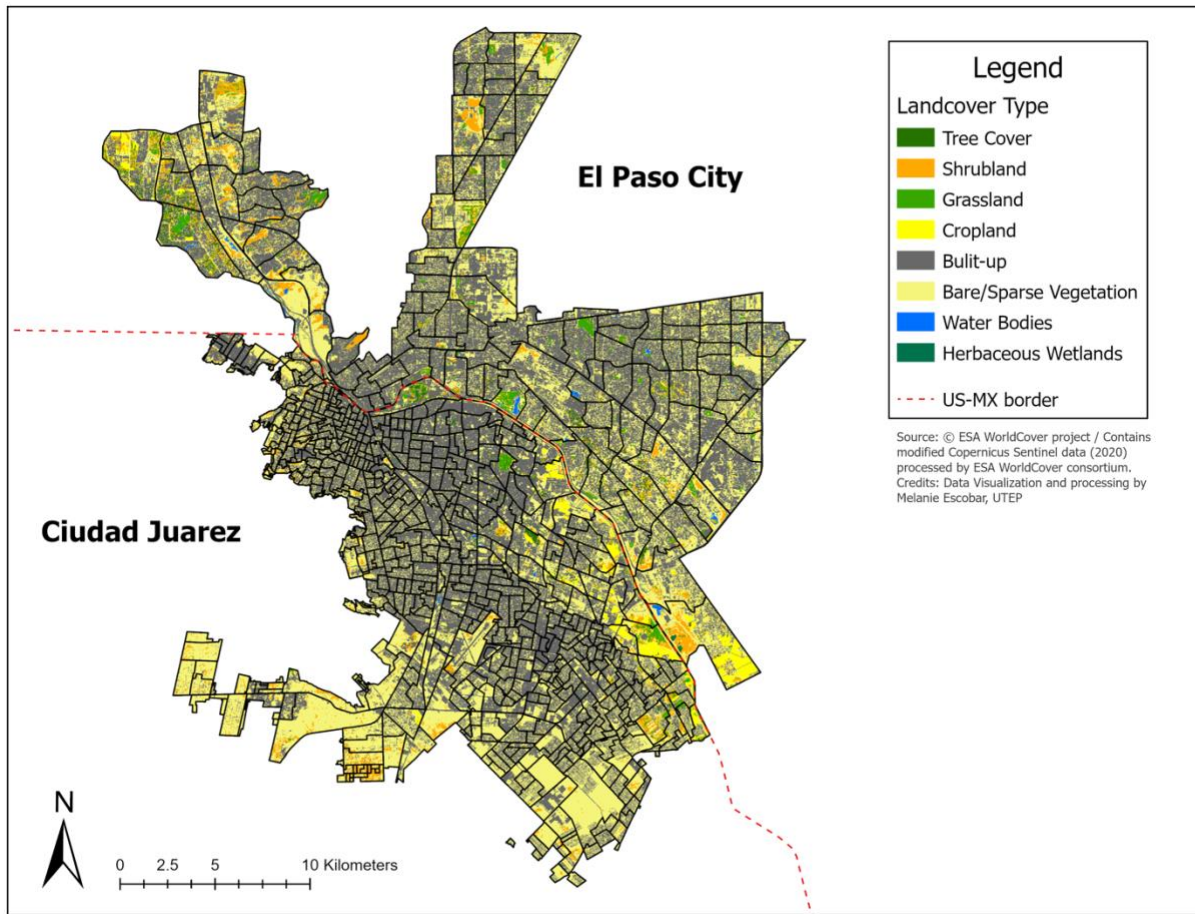 El Paso City
Ciudad Juarez
Legend
Landcover Type
Tree Cover
Shrubland
Grassland
Cropland
Bulit-up
Bare/Sparse Vegetation
Water Bodies
Herbaceous Wetlands
US-MX border
Source: © ESA WorldCover project / Contains
modified Copernicus Sentinel data (2020)
processed by ESA WorldCover consortium.
Credits: Data Visualization and processing by
Melanie Escobar, UTEP
N
0 2.5 5 10 Kilometers